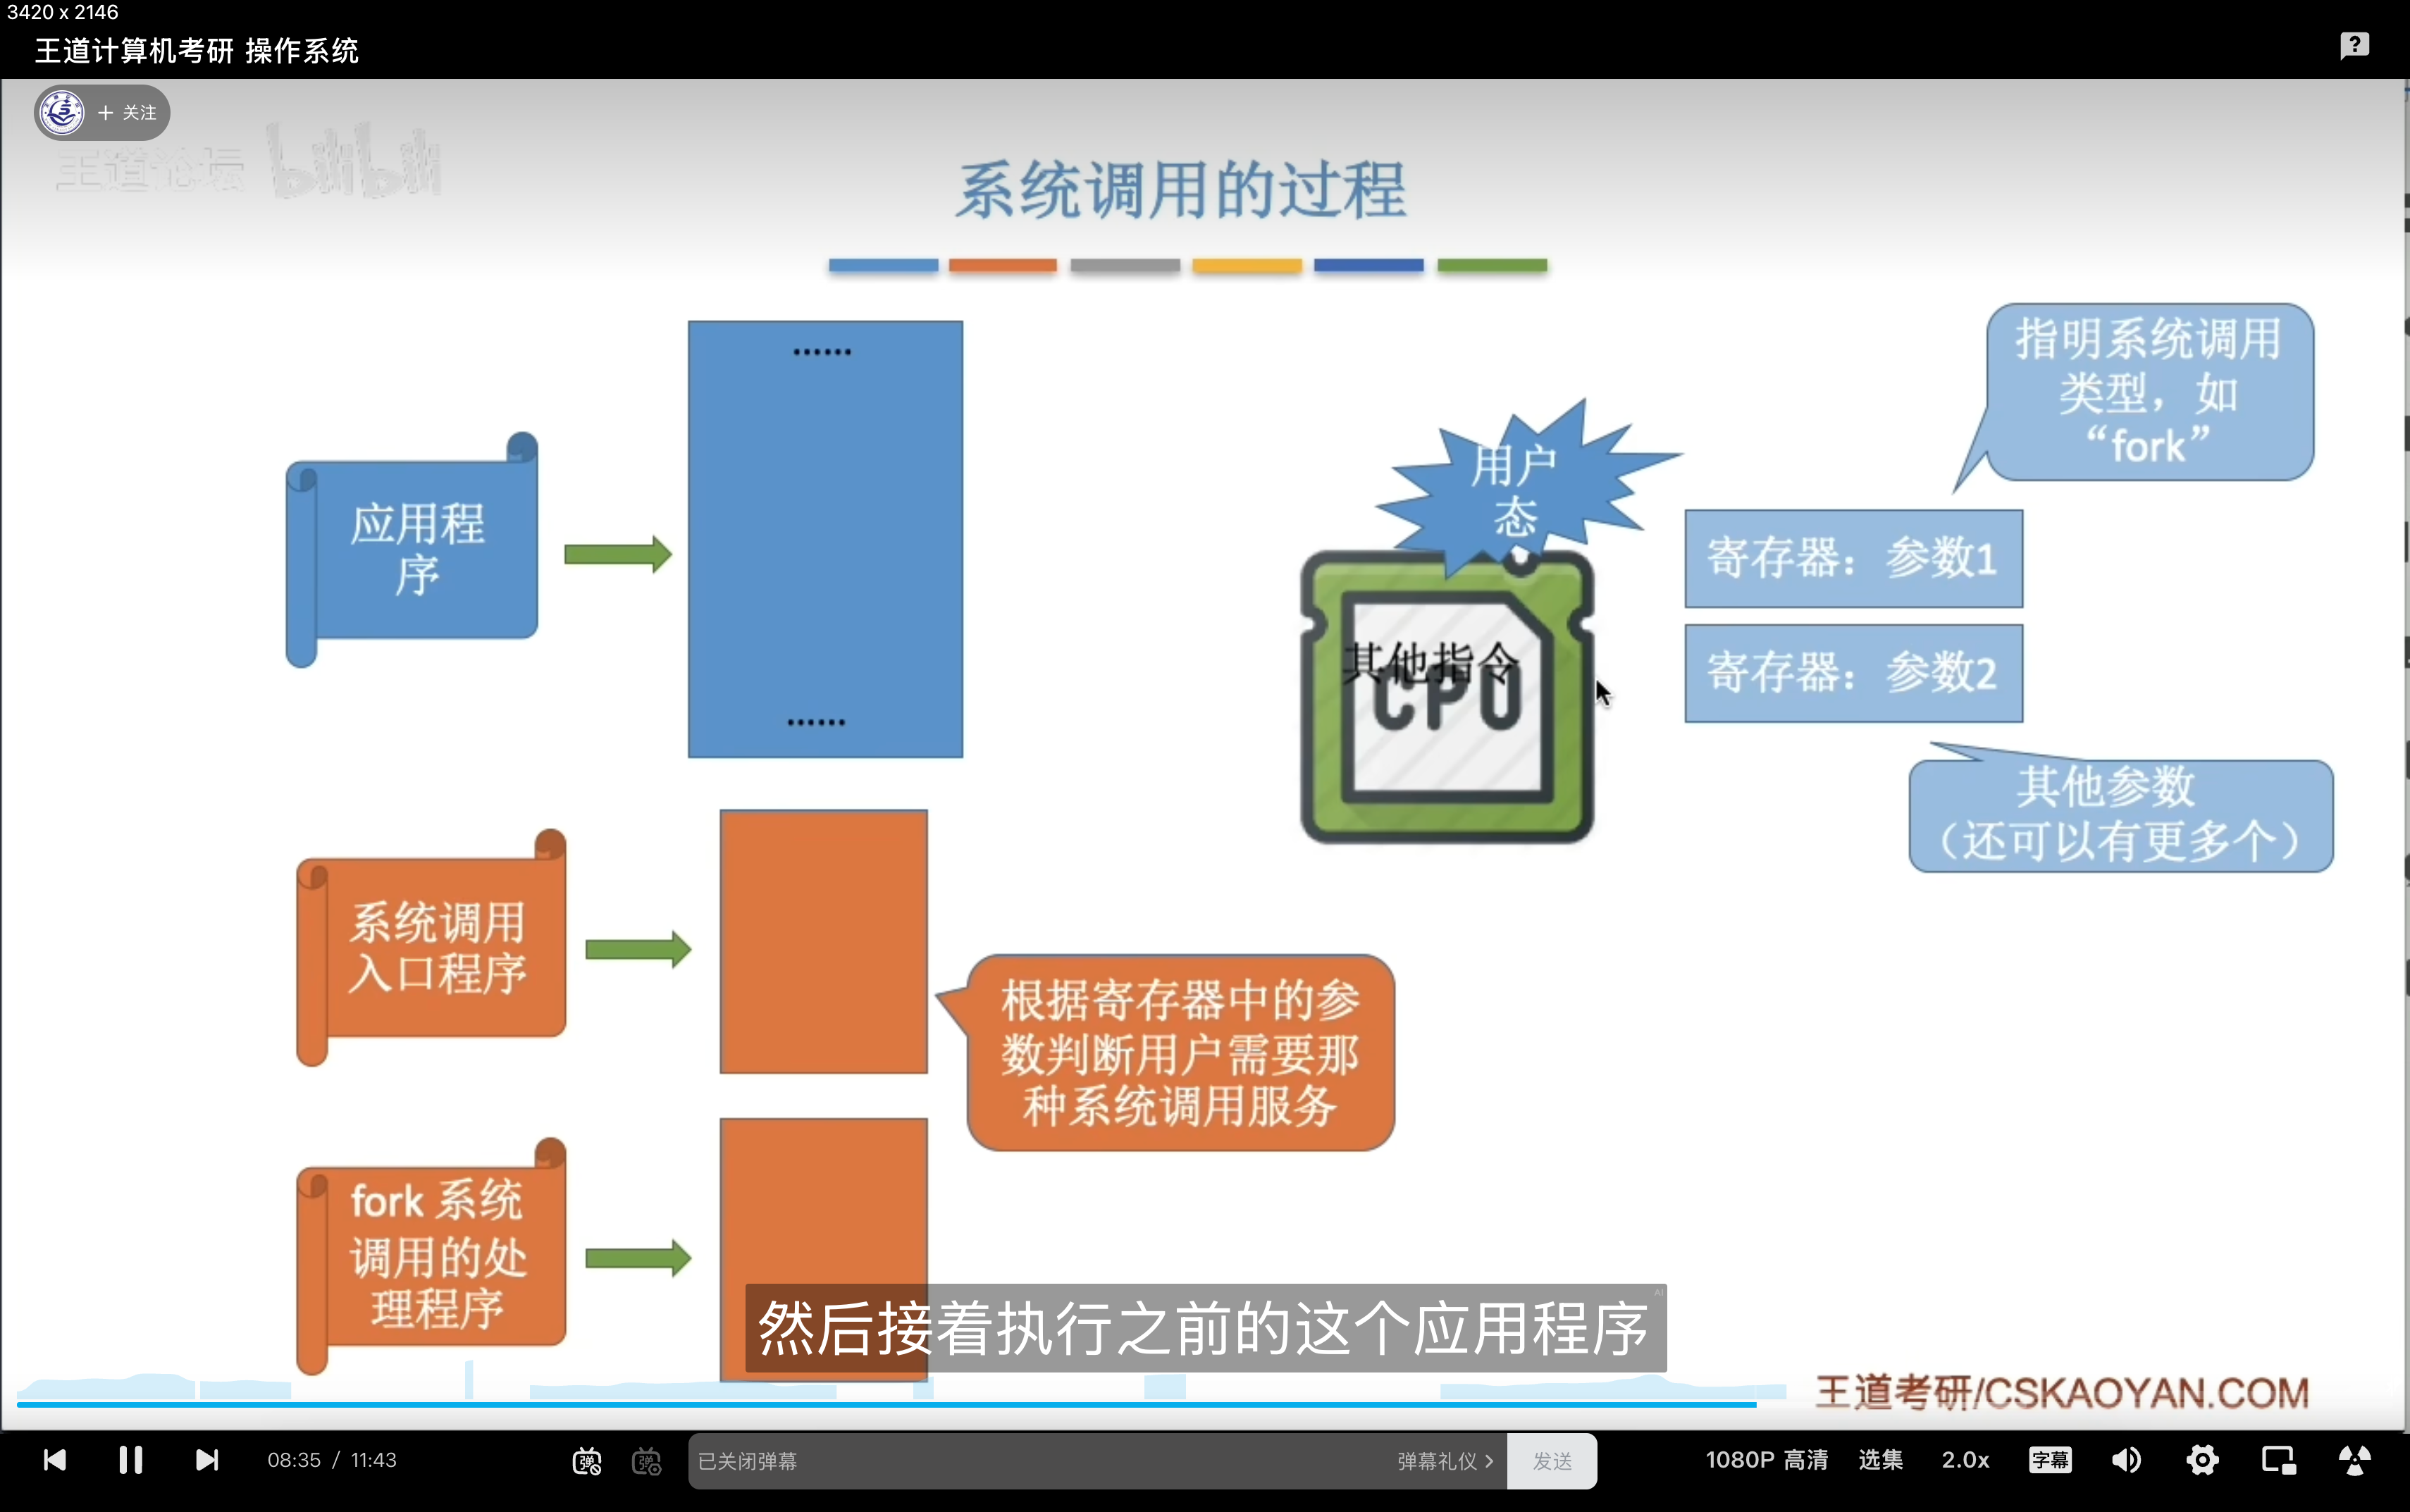 3420 x 2146
王道计算机考研 操作系统
+ 关注
王道论坛 bilibili
系统调用的过程
......
应用程
序
......
用户
态
其他指令
CPU
指明系统调用
类型，如
“fork”
寄存器：参数1
寄存器：参数2
其他参数
（还可以有更多个）
系统调用
入口程序
根据寄存器中的参
数判断用户需要那
种系统调用服务
fork 系统
调用的处
理程序
然后接着执行之前的这个应用程序
AI
王道考研/CSKAOYAN.COM
08:35 / 11:43
弹
弹
已关闭弹幕
弹幕礼仪 >
发送
1080P 高清
选集
2.0x
字幕